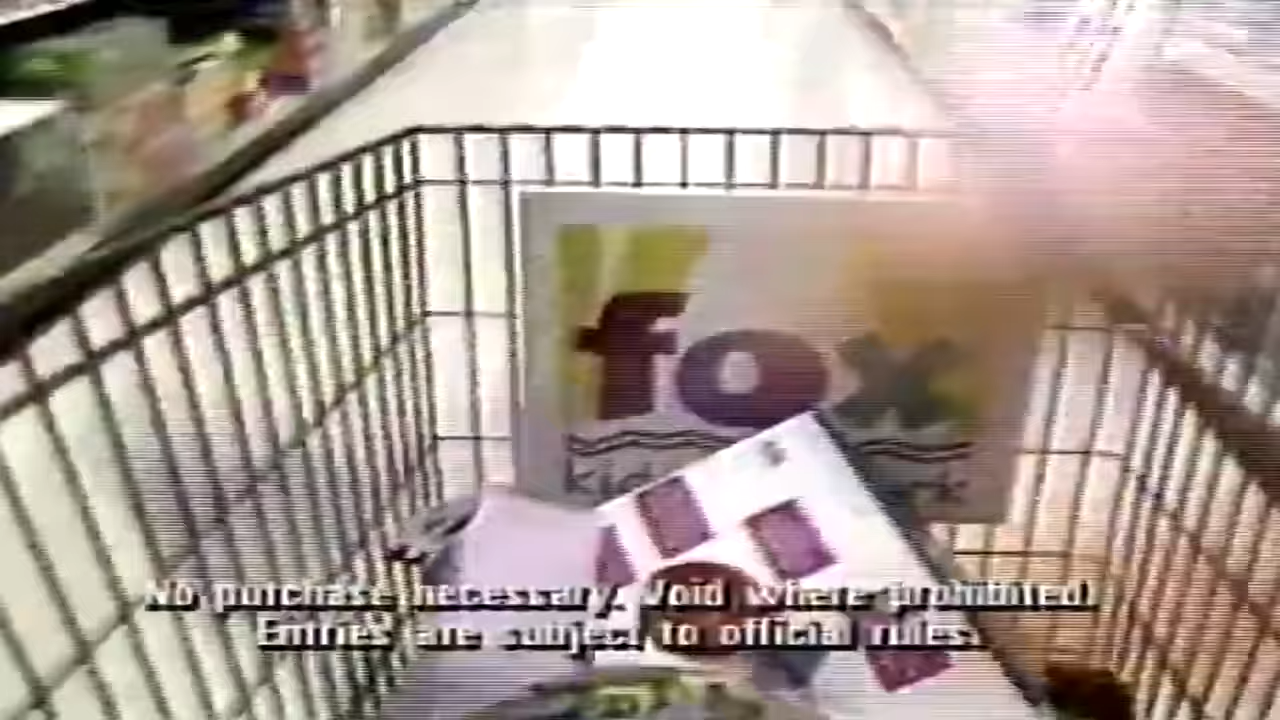 fox
No purchase necessary. Void where prohibited.
Entries are subject to official rules.